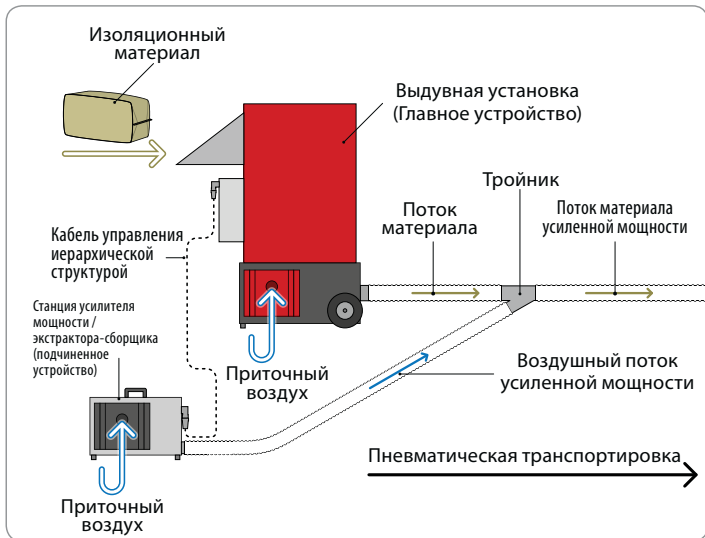 Изоляционный
материал
Выдувная установка
(Главное устройство)
Тройник
Поток
материала
Поток материала
усиленной мощности
Кабель управления
иерархической
структурой
Станция усилителя
мощности /
экстрактора-сборщика
(подчиненное
устройство)
Приточный
воздух
Воздушный поток
усиленной мощности
Пневматическая транспортировка
Приточный
воздух